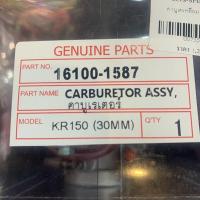 GENUINE PARTS
PART NO. 16100-1587
PART NAME CARBURETOR ASSY,
คาบูเรเตอร์
MODEL KR150 (30MM) Q'TY 1